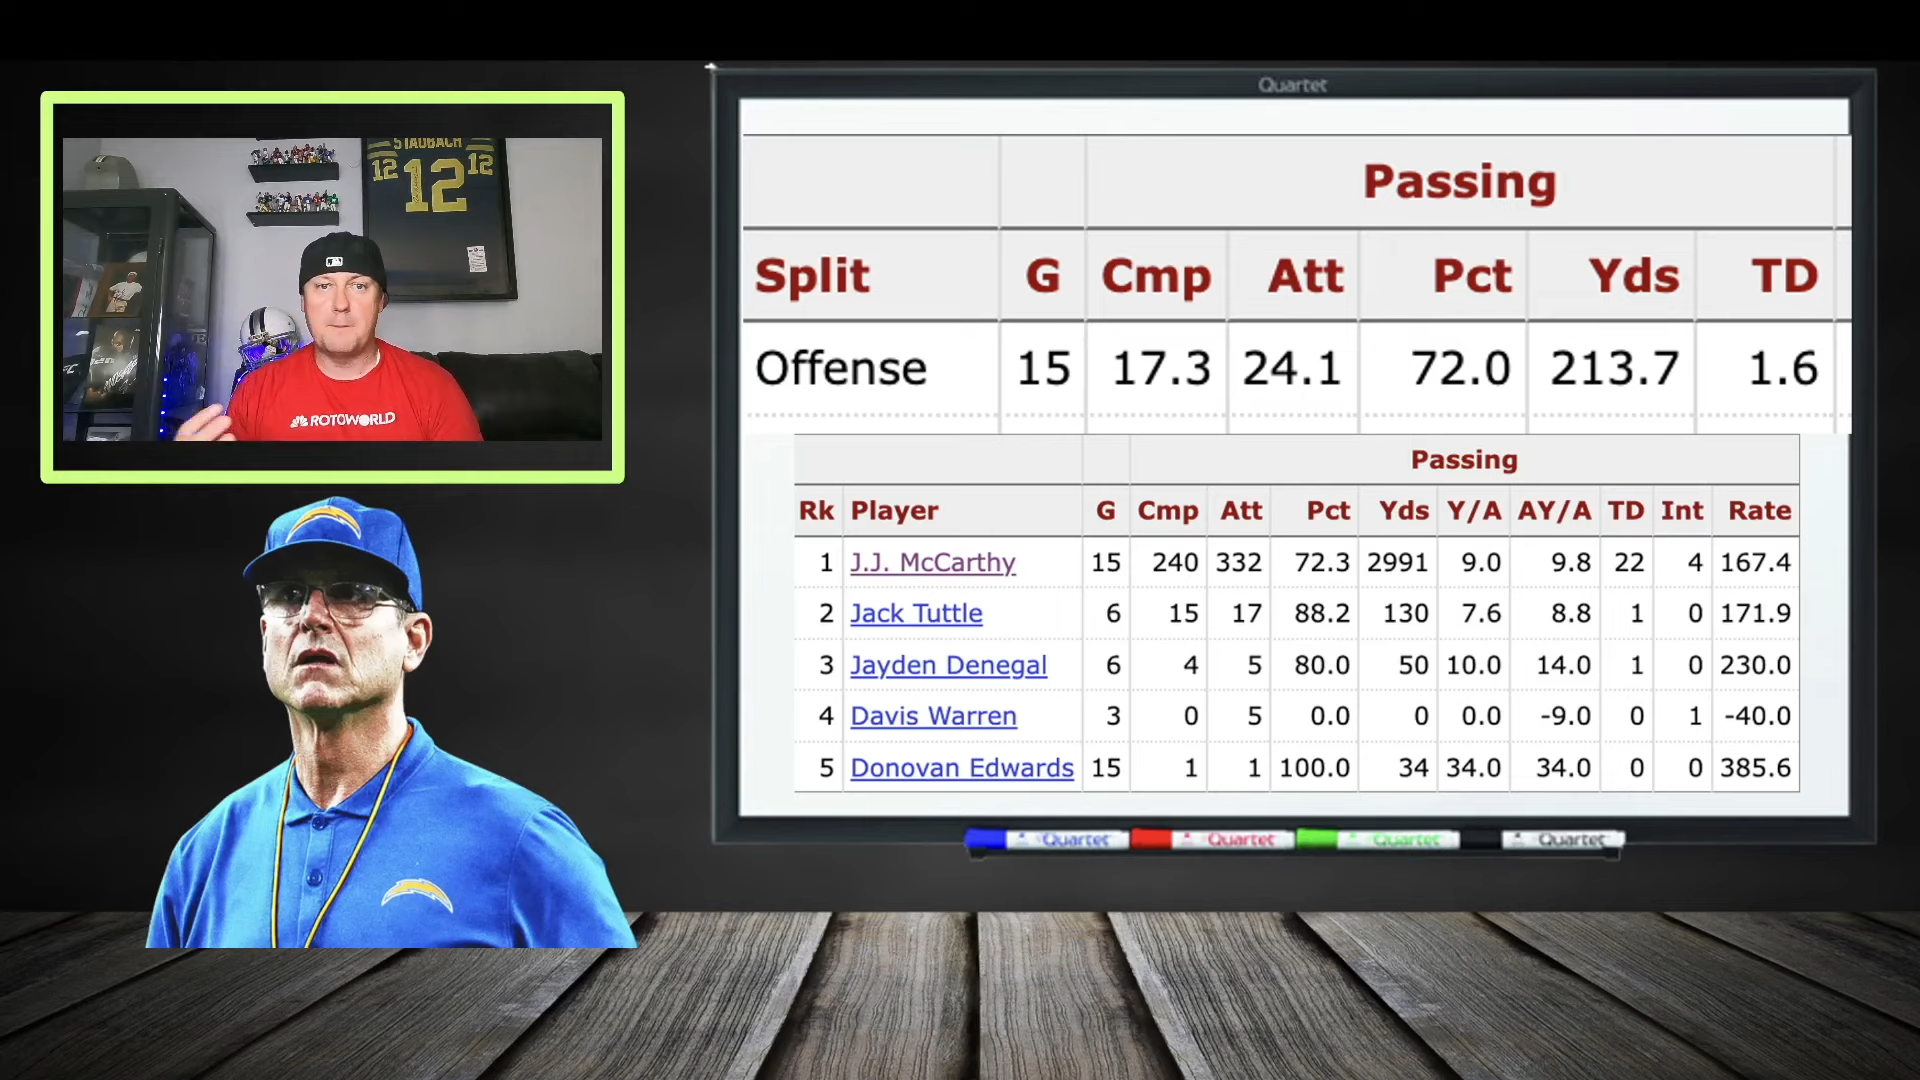 Quartet
STAUBACH
12 12 12
ROTOWORLD
Passing
Split G Cmp Att Pct Yds TD
Offense 15 17.3 24.1 72.0 213.7 1.6
Passing
Rk Player G Cmp Att Pct Yds Y/A AY/A TD Int Rate
1 J.J. McCarthy 15 240 332 72.3 2991 9.0 9.8 22 4 167.4
2 Jack Tuttle 6 15 17 88.2 130 7.6 8.8 1 0 171.9
3 Jayden Denegal 6 4 5 80.0 50 10.0 14.0 1 0 230.0
4 Davis Warren 3 0 5 0.0 0 0.0 -9.0 0 1 -40.0
5 Donovan Edwards 15 1 1 100.0 34 34.0 34.0 0 0 385.6
Quartet Quartet Quartet Quartet